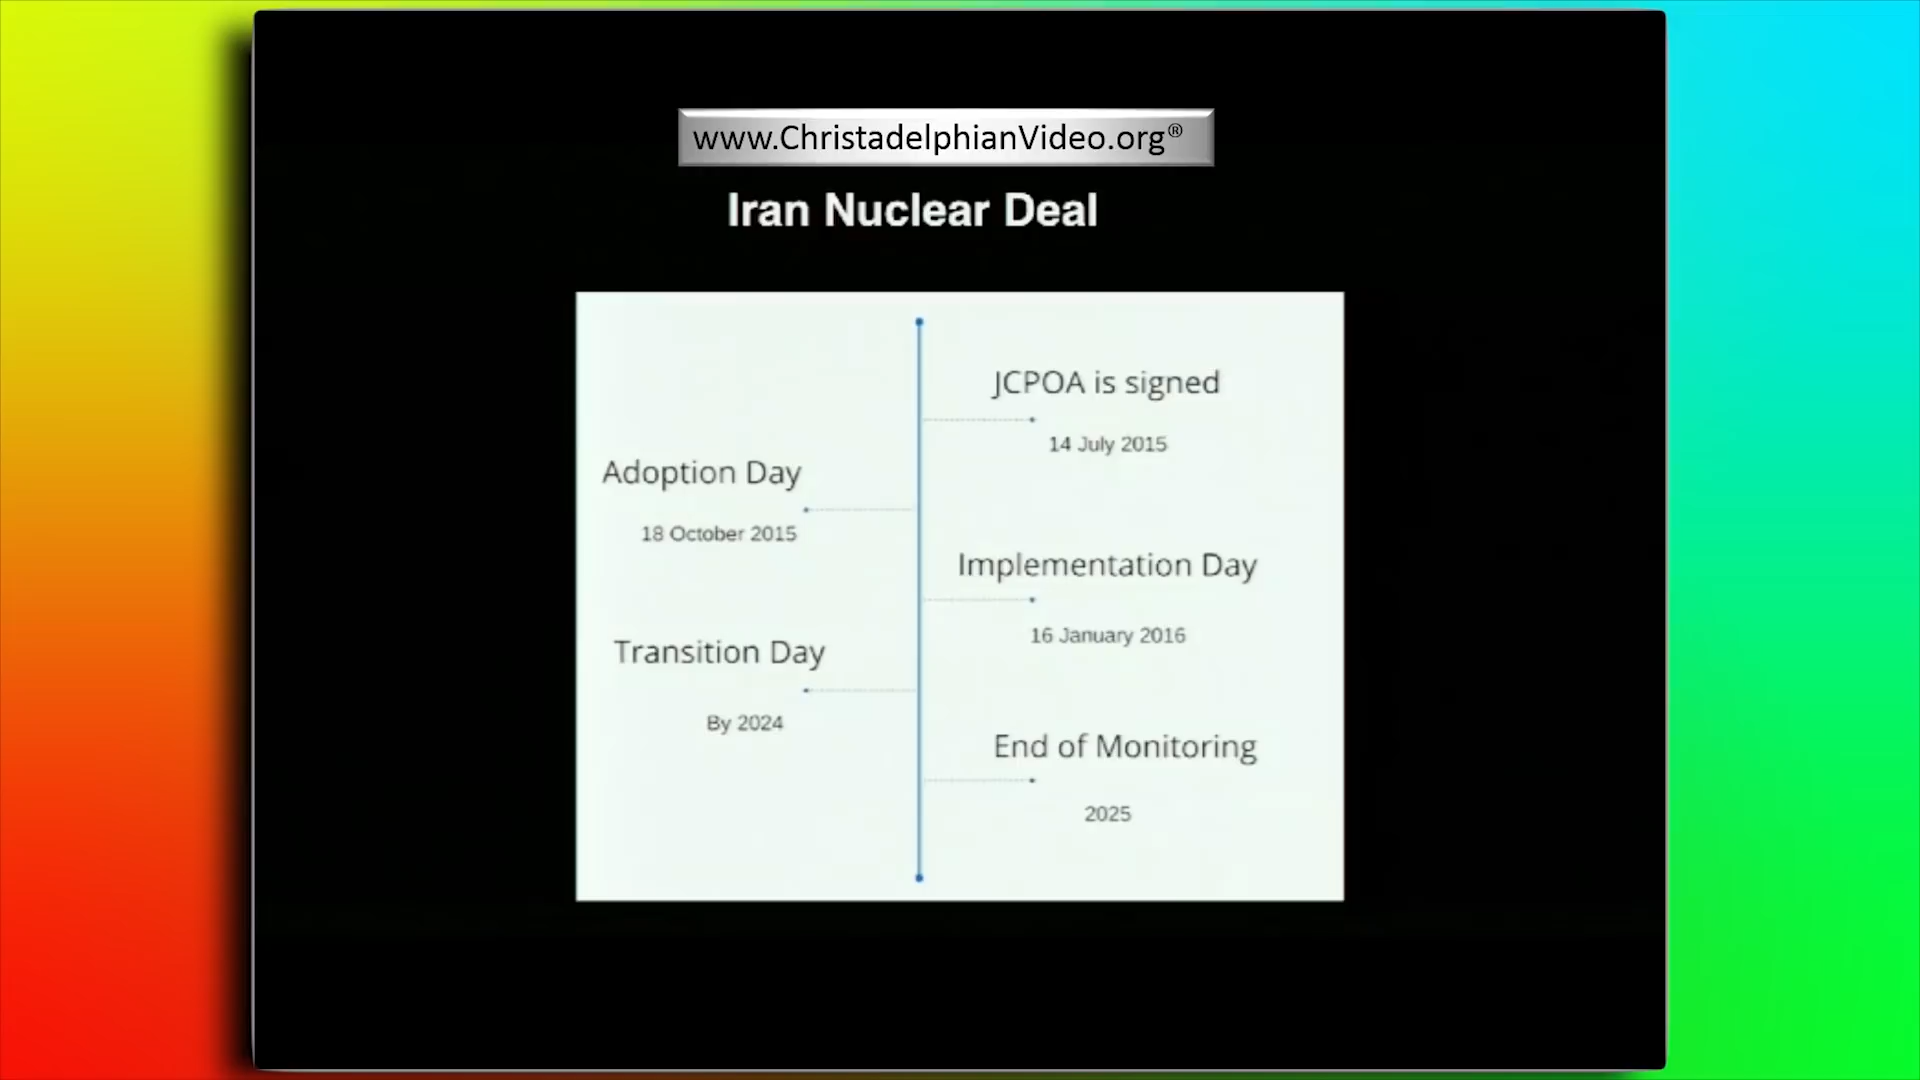 www.ChristadelphianVideo.org®
Iran Nuclear Deal
JCPOA is signed
14 July 2015
Adoption Day
18 October 2015
Implementation Day
16 January 2016
Transition Day
By 2024
End of Monitoring
2025